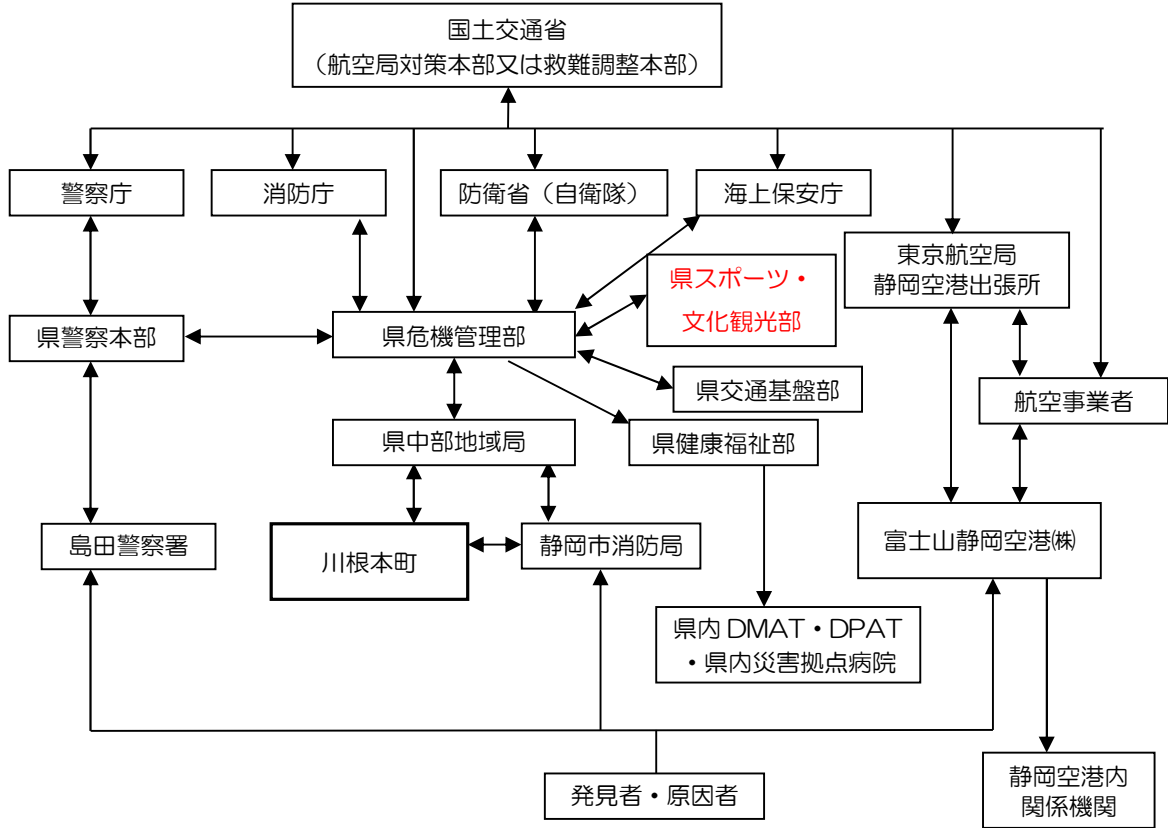 国土交通省
（航空局対策本部又は救難調整本部）
警察庁
消防庁
防衛省（自衛隊）
海上保安庁
東京航空局
静岡空港出張所
県スポーツ・
文化観光部
県警察本部
県危機管理部
県交通基盤部
航空事業者
県中部地域局
県健康福祉部
島田警察署
川根本町
静岡市消防局
富士山静岡空港㈱
県内 DMAT・DPAT
・県内災害拠点病院
発見者・原因者
静岡空港内
関係機関